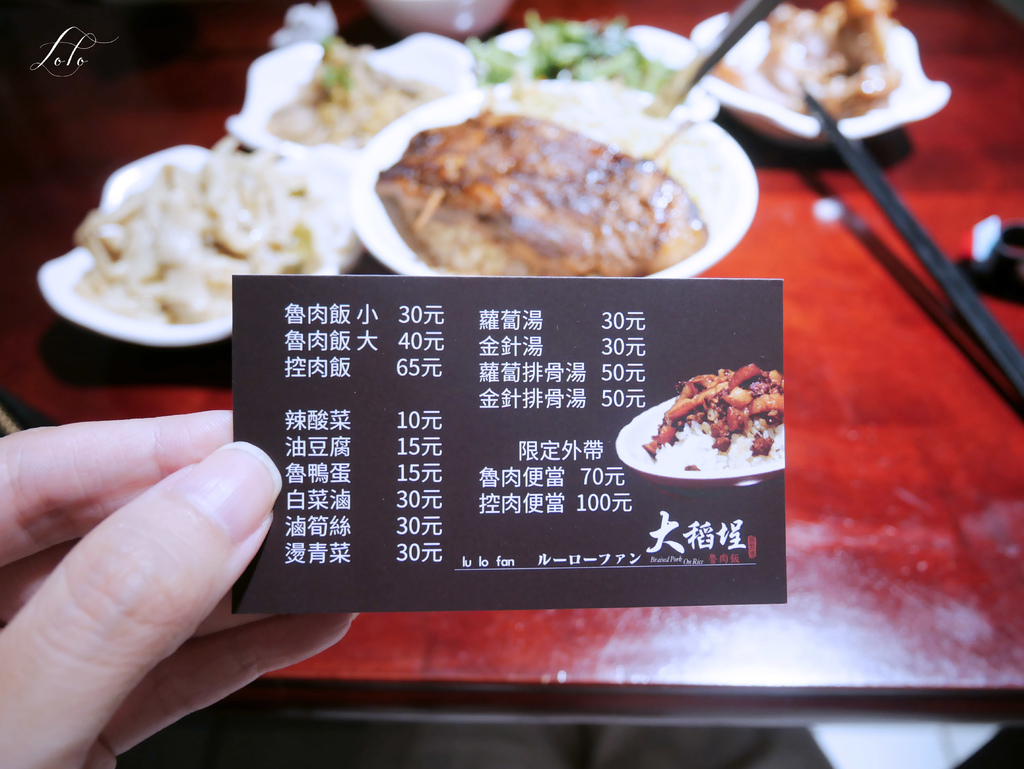 Lolo
魯肉飯 小 30元
魯肉飯 大 40元
控肉飯 65元
辣酸菜 10元
油豆腐 15元
魯鴨蛋 15元
白菜滷 30元
滷筍絲 30元
燙青菜 30元
蘿蔔湯 30元
金針湯 30元
蘿蔔排骨湯 50元
金針排骨湯 50元
限定外帶
魯肉便當 70元
控肉便當 100元
大稻埕
Braised Pork On Rice 魯肉飯
lu lo fan ルーローファン